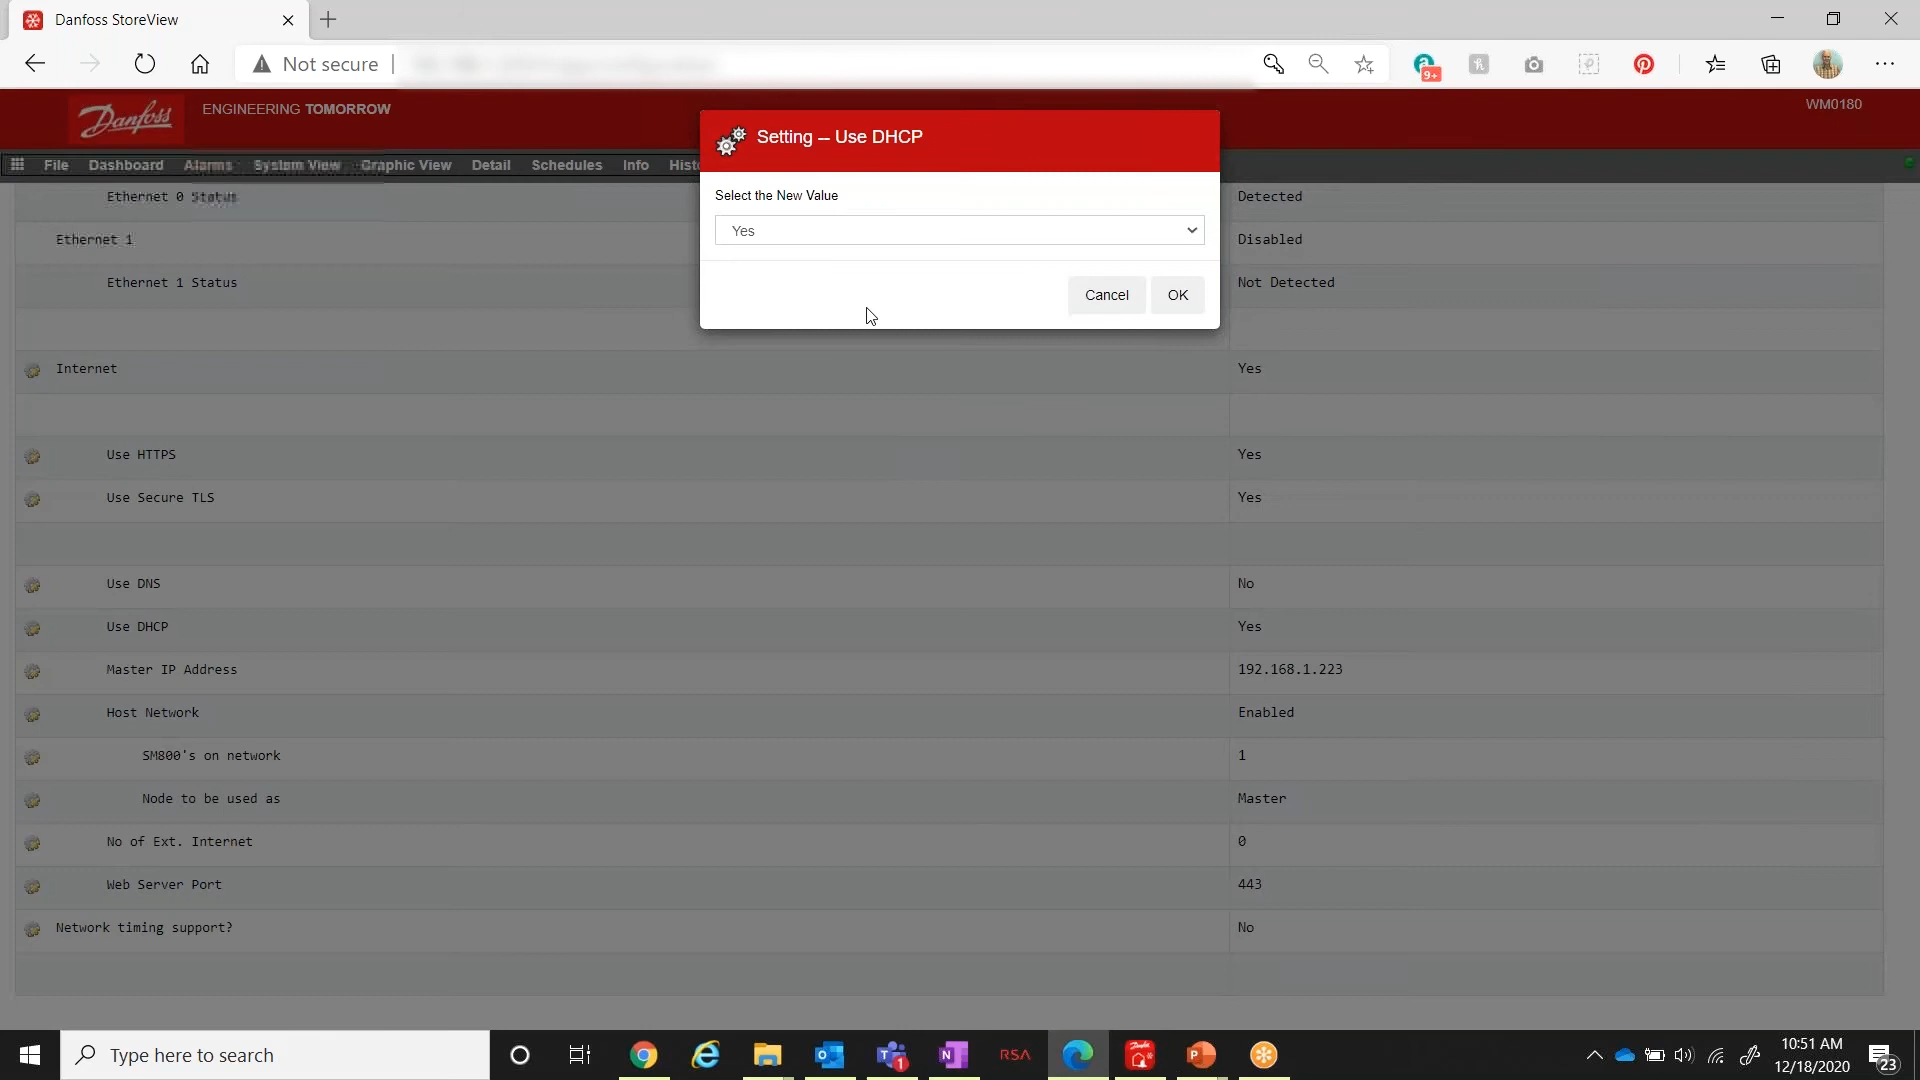 Danfoss StoreView
Not secure
Danfoss
ENGINEERING TOMORROW
WM0180
File Dashboard Alarms System View Graphic View Detail Schedules Info
Setting -- Use DHCP
Select the New Value
Yes
Cancel OK
Ethernet 0 Status Detected
Ethernet 1 Disabled
Ethernet 1 Status Not Detected
Internet Yes
Use HTTPS Yes
Use Secure TLS Yes
Use DNS No
Use DHCP Yes
Master IP Address 192.168.1.223
Host Network Enabled
SM800's on network 1
Node to be used as Master
No of Ext. Internet 0
Web Server Port 443
Network timing support? No
Type here to search
RSA
10:51 AM
12/18/2020
23
9+
1